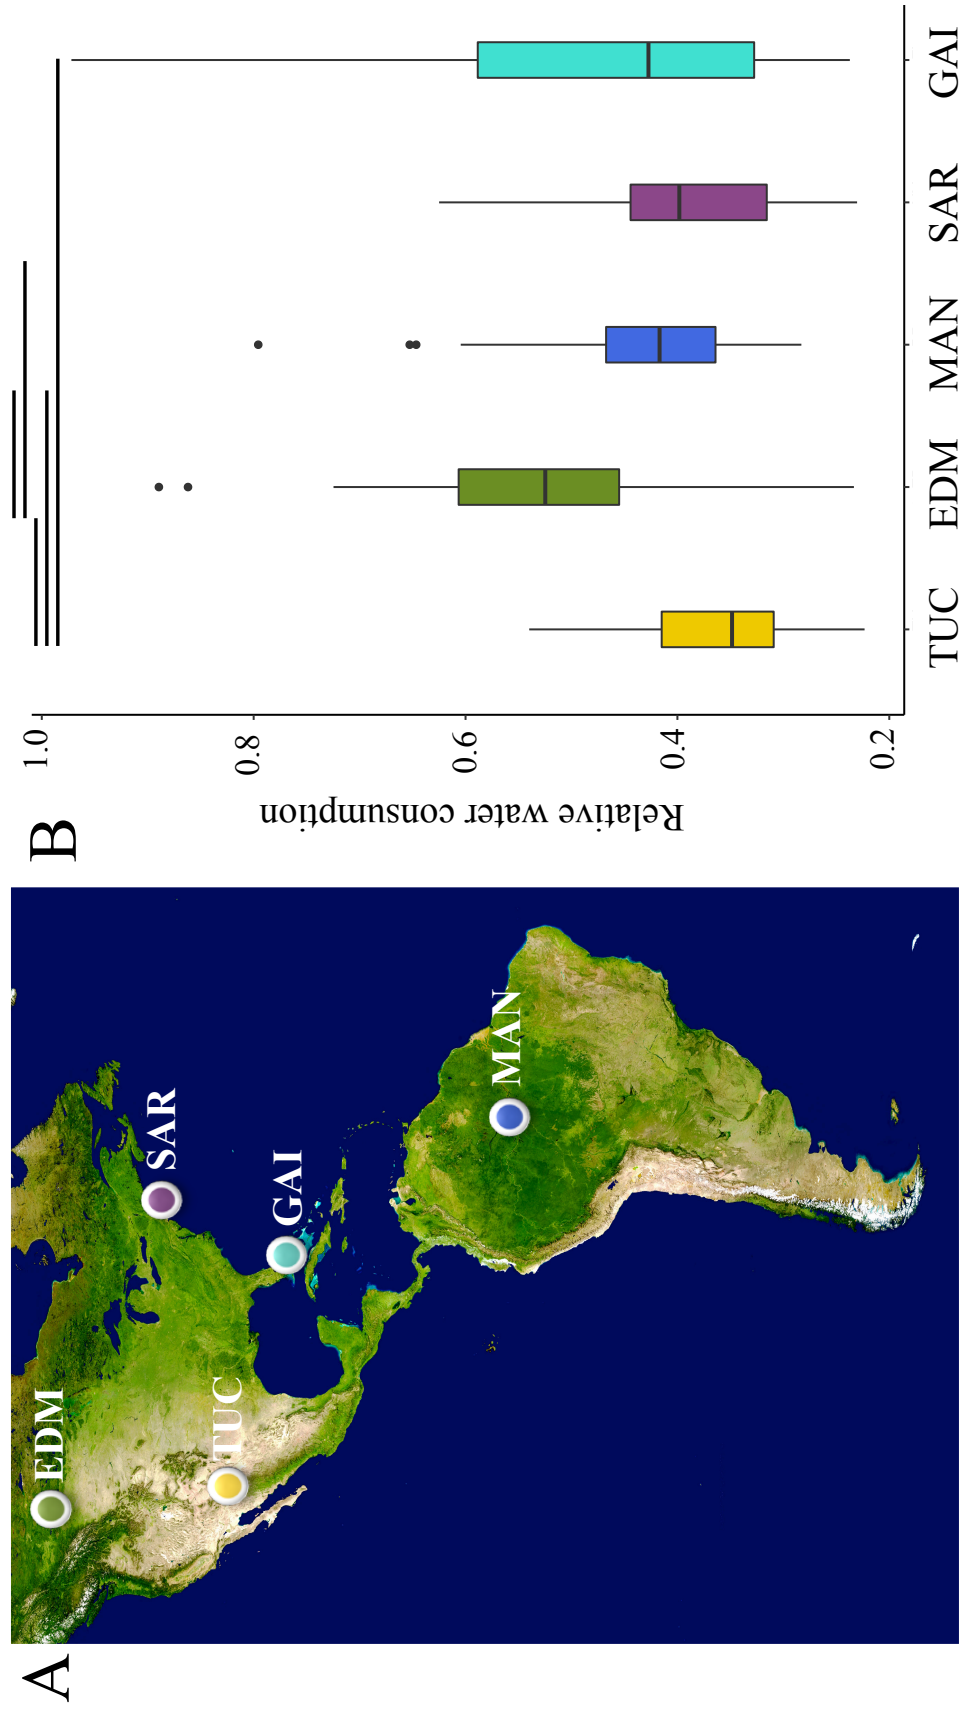 A
EDM
TUC
SAR
GAI
MAN
B
Relative water consumption
1.0
0.8
0.6
0.4
0.2
TUC
EDM
MAN
SAR
GAI